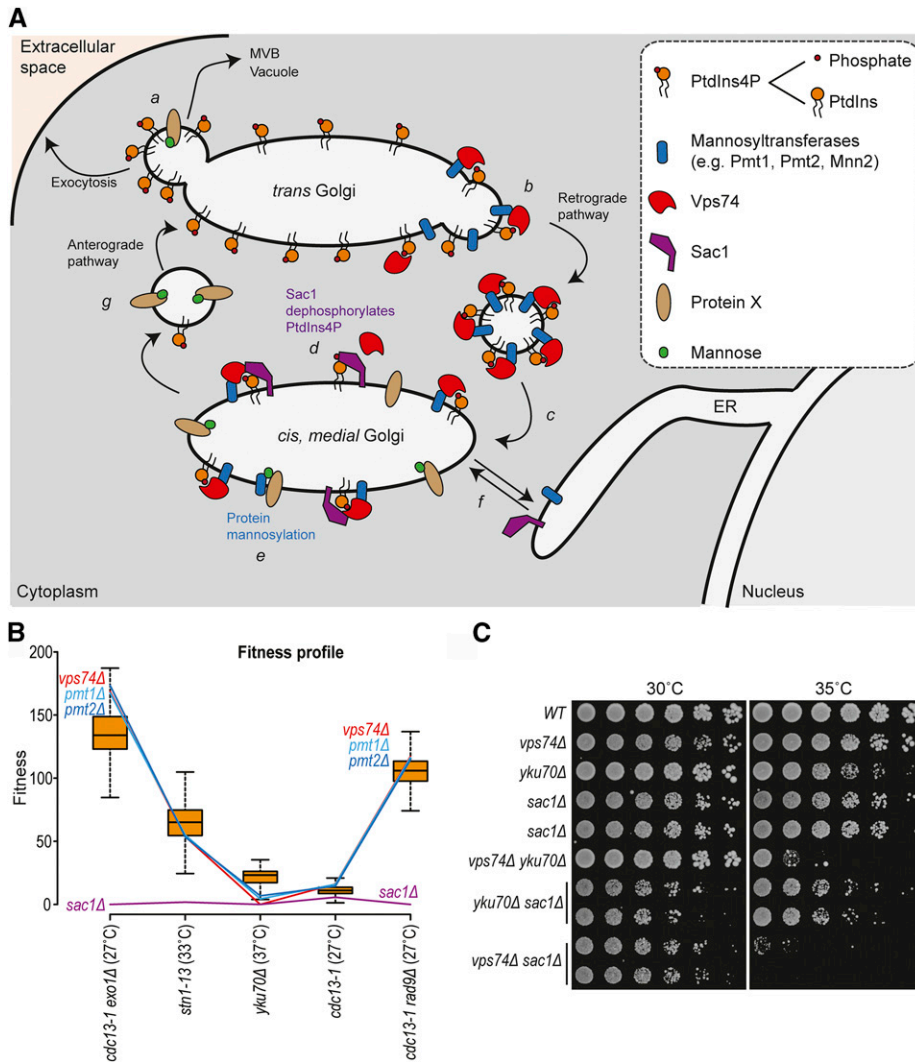 A
Extracellular
space
MVB
Vacuole
a
Exocytosis
trans Golgi
b
Retrograde
pathway
Anterograde
pathway
g
Sac1
dephosphorylates
PtdIns4P
d
cis, medial Golgi
c
ER
f
Protein
mannosylation
e
Cytoplasm
Nucleus
PtdIns4P
Phosphate
PtdIns
Mannosyltransferases
(e.g. Pmt1, Pmt2, Mnn2)
Vps74
Sac1
Protein X
Mannose
B
Fitness profile
Fitness
200
150
100
50
0
vps74Δ
pmt1Δ
pmt2Δ
vps74Δ
pmt1Δ
pmt2Δ
sac1Δ
sac1Δ
cdc13-1 exo1Δ (27°C)
stn1-13 (33°C)
yku70Δ (37°C)
cdc13-1 (27°C)
cdc13-1 rad9Δ (27°C)
C
30°C 35°C
WT
vps74Δ
yku70Δ
sac1Δ
sac1Δ
vps74Δ yku70Δ
yku70Δ sac1Δ
vps74Δ sac1Δ